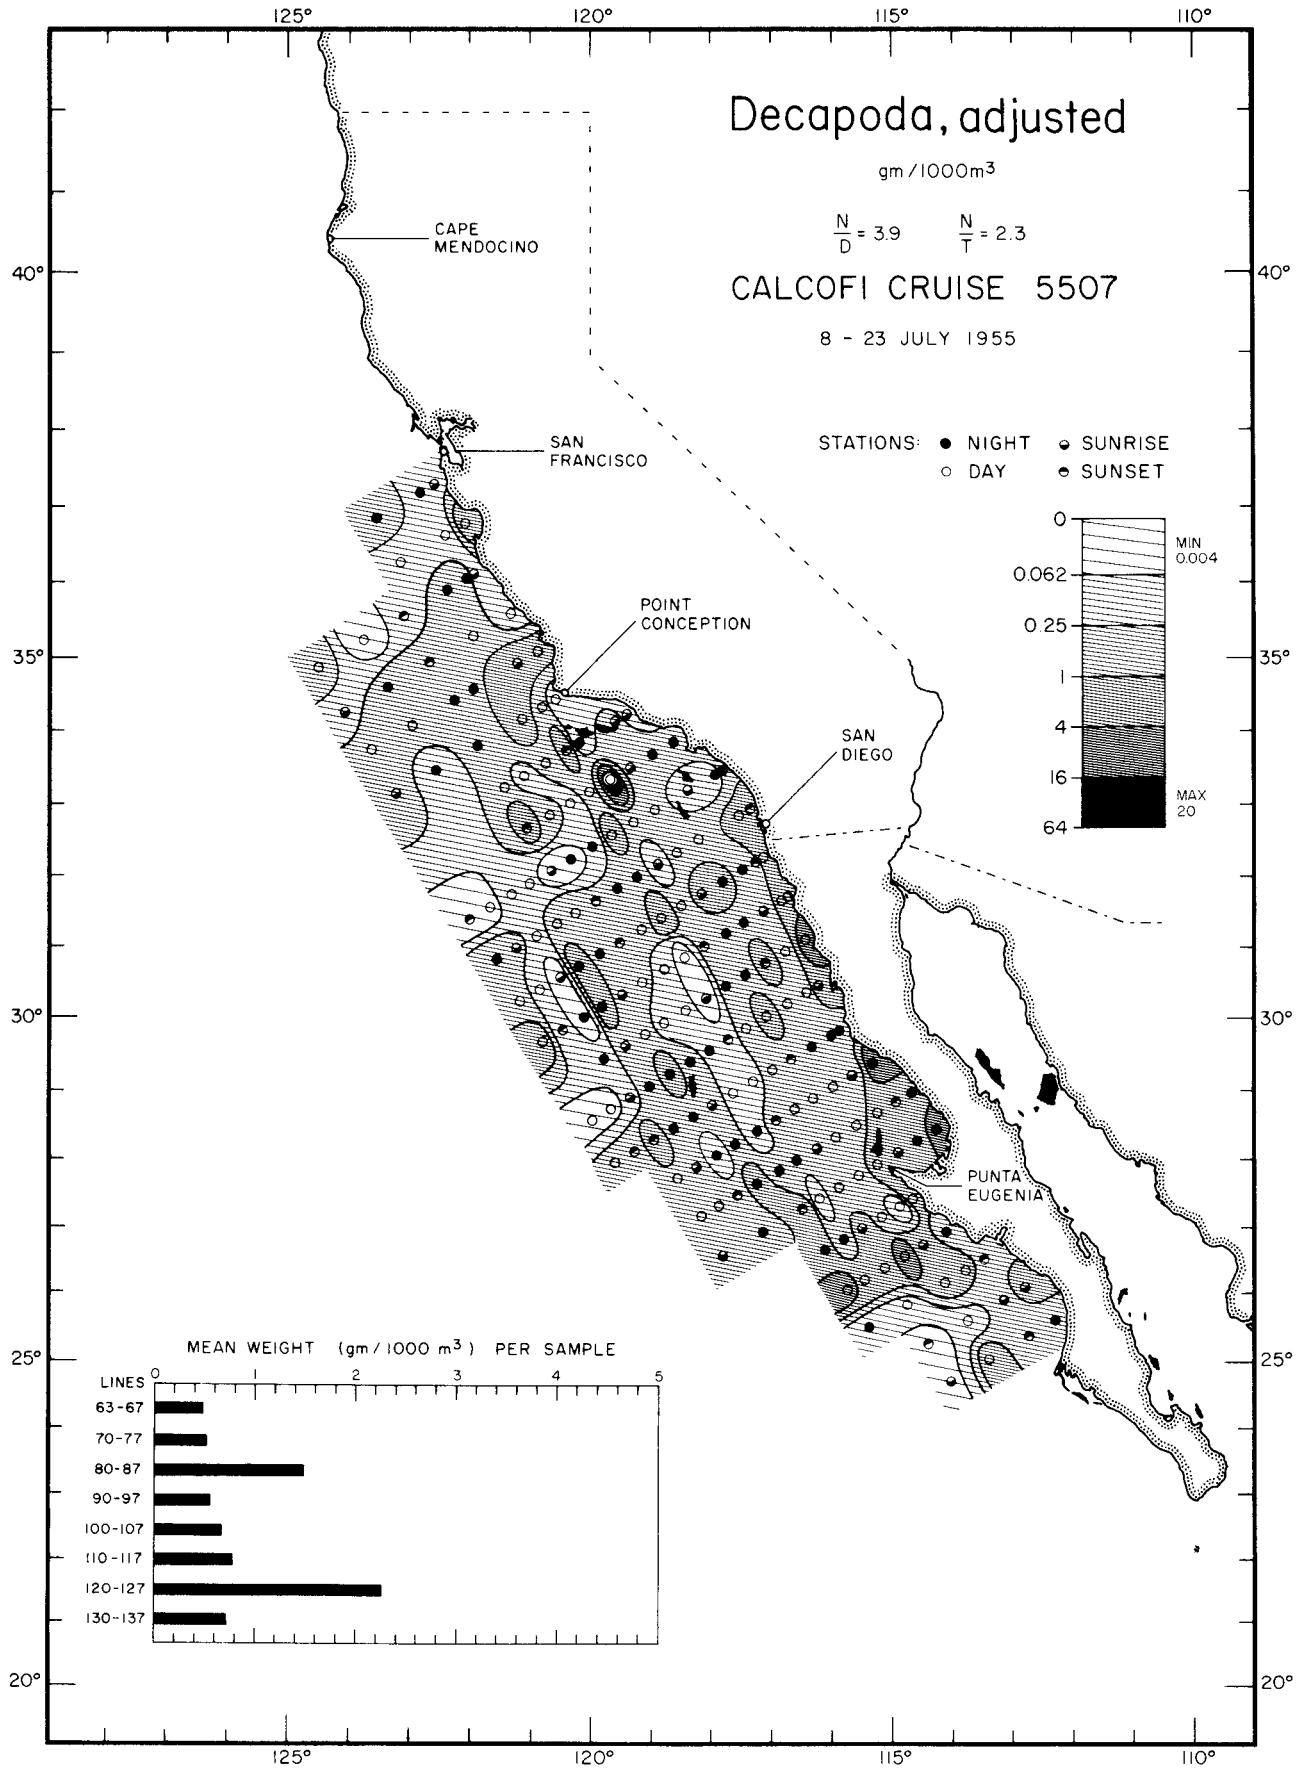 125° 120° 115° 110°
Decapoda, adjusted
gm/1000m³
N/D = 3.9 N/T = 2.3
CALCOFI CRUISE 5507
8 - 23 JULY 1955
CAPE
MENDOCINO
40° 40°
SAN
FRANCISCO
STATIONS: ● NIGHT ◒ SUNRISE
○ DAY ◓ SUNSET
0
MIN
0.004
0.062
0.25
1
4
16
MAX
20
64
POINT
CONCEPTION
35° 35°
SAN
DIEGO
30° 30°
PUNTA
EUGENIA
25° 25°
MEAN WEIGHT (gm/1000 m³) PER SAMPLE
LINES 0 1 2 3 4 5
63-67
70-77
80-87
90-97
100-107
110-117
120-127
130-137
20° 20°
125° 120° 115° 110°